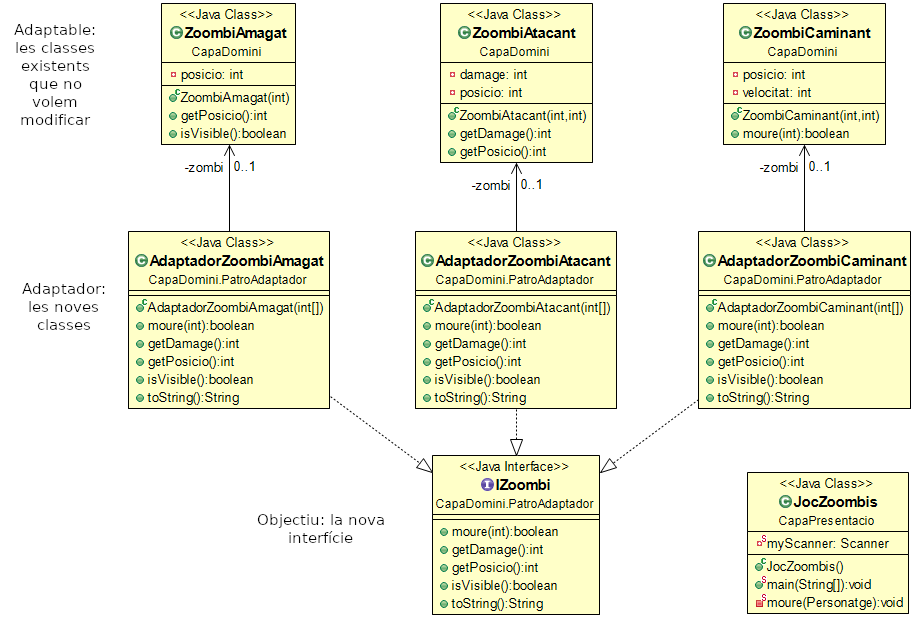 Adaptable:
les classes
existents
que no
volem
modificar
<<Java Class>>
ZoombiAmagat
CapaDomini
posicio: int
ZoombiAmagat(int)
getPosicio():int
isVisible():boolean
<<Java Class>>
ZoombiAtacant
CapaDomini
damage: int
posicio: int
ZoombiAtacant(int,int)
getDamage():int
getPosicio():int
<<Java Class>>
ZoombiCaminant
CapaDomini
posicio: int
velocitat: int
ZoombiCaminant(int,int)
moure(int):boolean
-zombi 0..1
-zombi 0..1
-zombi 0..1
Adaptador:
les noves
classes
<<Java Class>>
AdaptadorZoombiAmagat
CapaDomini.PatroAdaptador
AdaptadorZoombiAmagat(int[])
moure(int):boolean
getDamage():int
getPosicio():int
isVisible():boolean
toString():String
<<Java Class>>
AdaptadorZoombiAtacant
CapaDomini.PatroAdaptador
AdaptadorZoombiAtacant(int[])
moure(int):boolean
getDamage():int
getPosicio():int
isVisible():boolean
toString():String
<<Java Class>>
AdaptadorZoombiCaminant
CapaDomini.PatroAdaptador
AdaptadorZoombiCaminant(int[])
moure(int):boolean
getDamage():int
getPosicio():int
isVisible():boolean
toString():String
Objectiu: la nova
interfície
<<Java Interface>>
IZoombi
CapaDomini.PatroAdaptador
moure(int):boolean
getDamage():int
getPosicio():int
isVisible():boolean
toString():String
<<Java Class>>
JocZoombis
CapaPresentacio
myScanner: Scanner
JocZoombis()
main(String[]):void
moure(Personatge):void